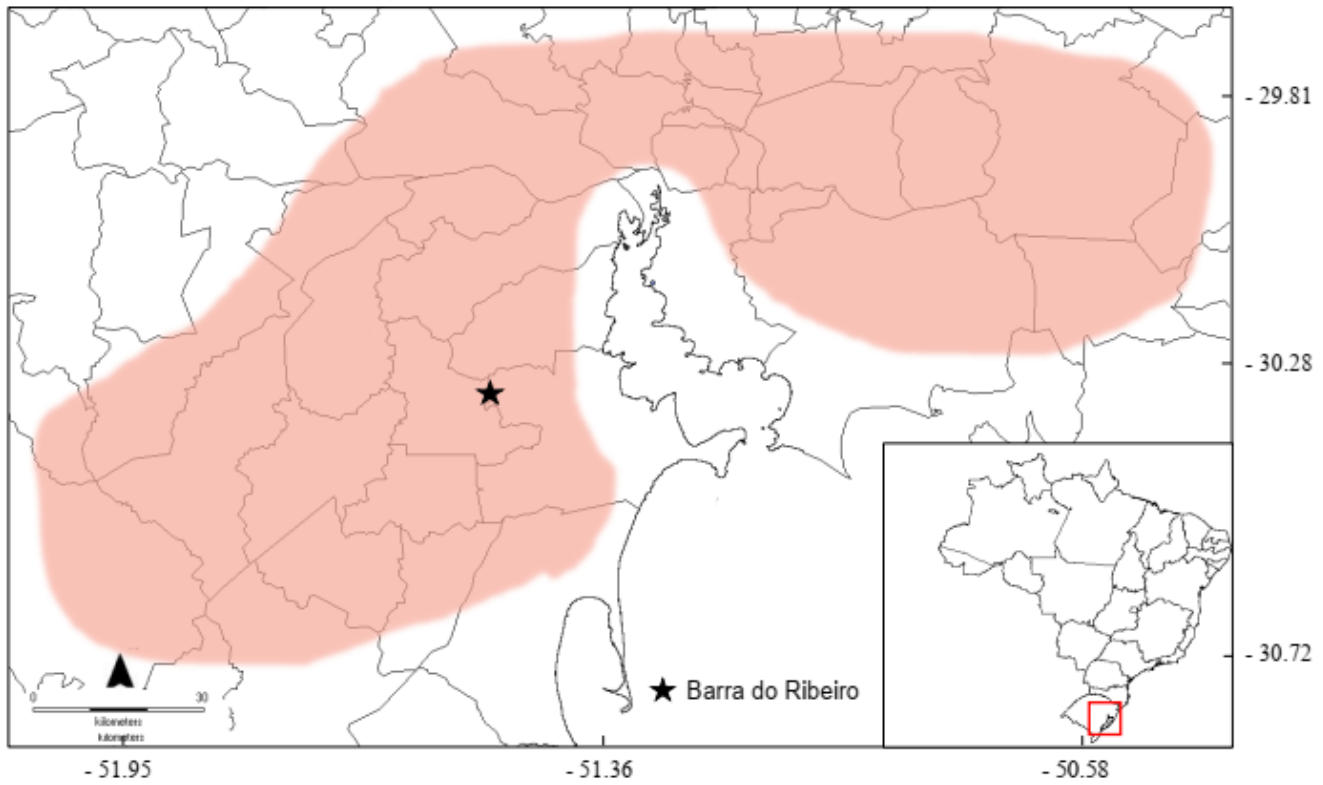 - 29.81
- 30.28
- 30.72
0 30
kilometers
kilometers
★ Barra do Ribeiro
- 51.95 - 51.36 - 50.58